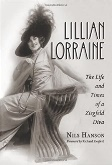 LILLIAN
LORRAINE
The Life
and
Times of a
Ziegfeld
Diva
NILS HANSON
Foreword by Richard Ziegfeld